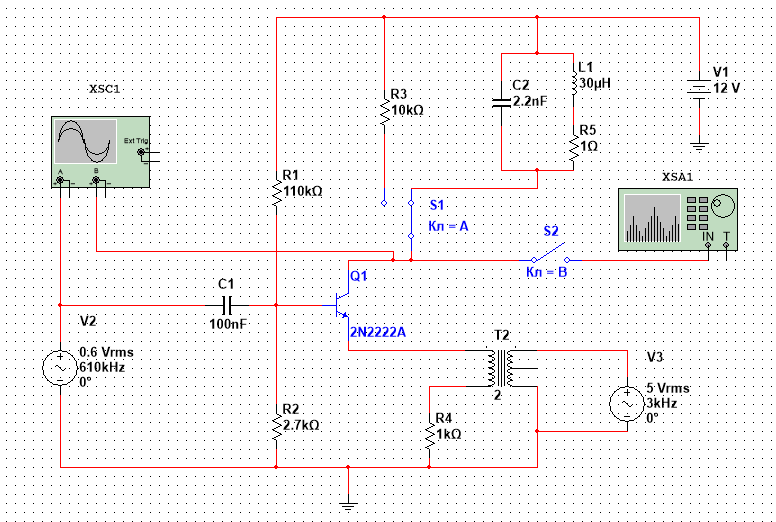 XSC1
Ext Trig
A
B
R3
10kΩ
C2
2.2nF
L1
30µH
R5
1Ω
V1
12 V
R1
110kΩ
S1
Кл = A
S2
Кл = B
XSA1
IN
T
Q1
2N2222A
C1
100nF
V2
0.6 Vrms
610kHz
0°
R2
2.7kΩ
T2
2
R4
1kΩ
V3
5 Vrms
3kHz
0°